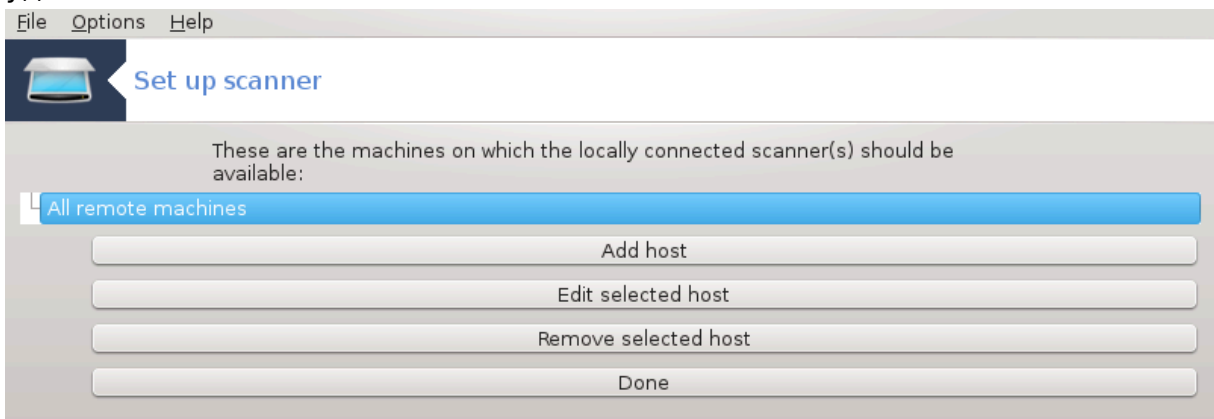 File Options Help
Set up scanner
These are the machines on which the locally connected scanner(s) should be
available:
All remote machines
Add host
Edit selected host
Remove selected host
Done